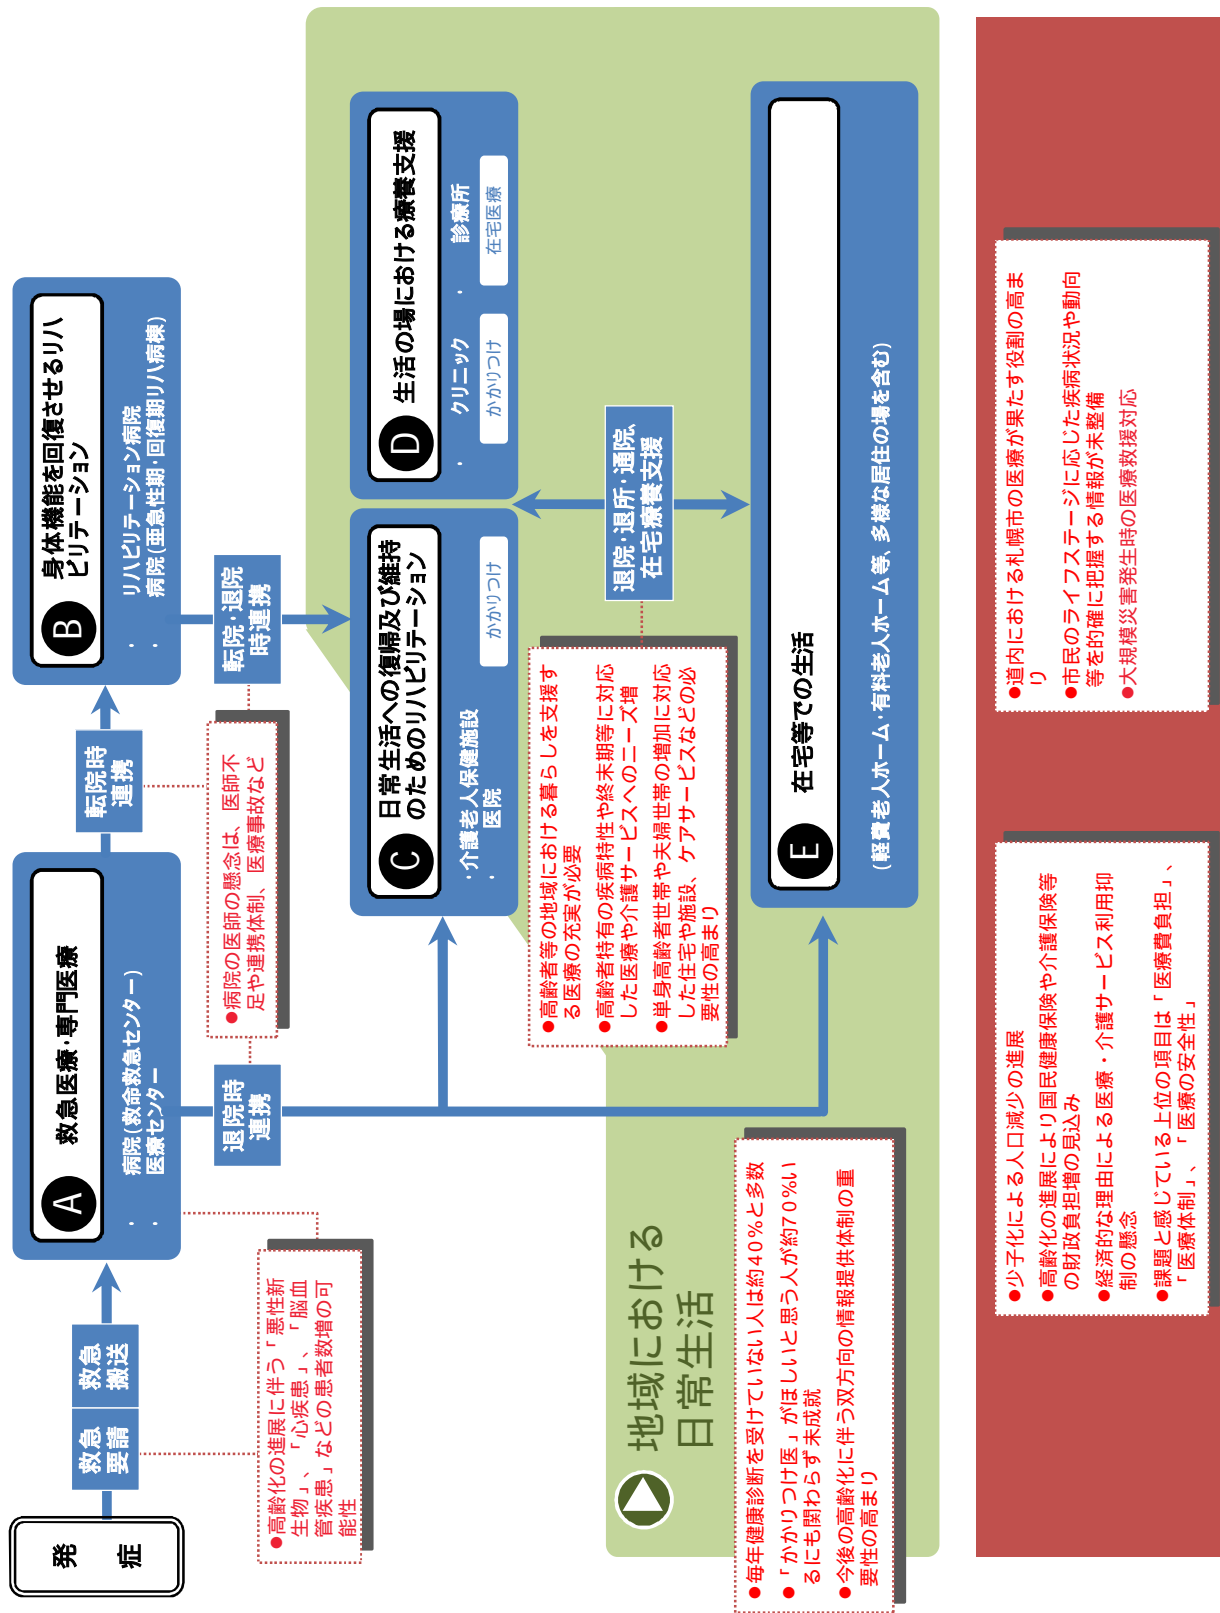 発
症
救急
要請
救急
搬送
●高齢化の進展に伴う「悪性新
生物」、「心疾患」、「脳血
管疾患」などの患者数増の可
能性
A
救急医療・専門医療
・ 病院(救命救急センター)
・ 医療センター
転院時
連携
B
身体機能を回復させるリハ
ビリテーション
・ リハビリテーション病院
・ 病院(亜急性期・回復期リハ病棟)
退院時
連携
●病院の医師の懸念は、医師不
足や連携体制、医療事故など
転院・退院
時連携
C
日常生活への復帰及び維持
のためのリハビリテーション
・介護老人保健施設
・ 医院
かかりつけ
D
生活の場における療養支援
・ クリニック
かかりつけ
・ 診療所
在宅医療
●高齢者等の地域における暮らしを支援す
る医療の充実が必要
●高齢者特有の疾病特性や終末期等に対応
した医療や介護サービスへのニーズ増
●単身高齢者世帯や夫婦世帯の増加に対応
した住宅や施設、ケアサービスなどの必
要性の高まり
退院・退所・通院、
在宅療養支援
地域における
日常生活
●毎年健康診断を受けていない人は約40%と多数
●「かかりつけ医」がほしいと思う人が約70%い
るにも関わらず未成就
●今後の高齢化に伴う双方向の情報提供体制の重
要性の高まり
E
在宅等での生活
(軽費老人ホーム・有料老人ホーム等、多様な居住の場を含む)
●少子化による人口減少の進展
●高齢化の進展により国民健康保険や介護保険等
の財政負担増の見込み
●経済的な理由による医療・介護サービス利用抑
制の懸念
●課題と感じている上位の項目は「医療費負担」、
「医療体制」、「医療の安全性」
●道内における札幌市の医療が果たす役割の高ま
り
●市民のライフステージに応じた疾病状況や動向
等を的確に把握する情報が未整備
●大規模災害発生時の医療救援対応